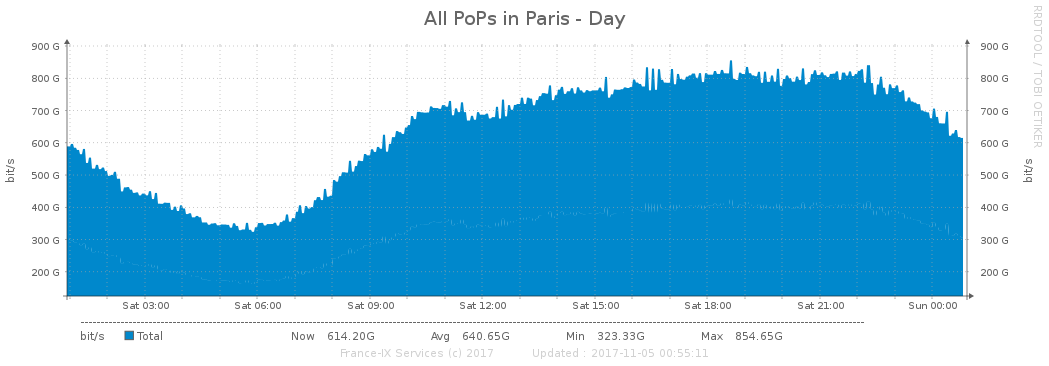 All PoPs in Paris - Day
RRDTOOL / TOBI OETIKER
bit/s
900 G
800 G
700 G
600 G
500 G
400 G
300 G
200 G
900 G
800 G
700 G
600 G
500 G
400 G
300 G
200 G
bit/s
Sat 03:00 Sat 06:00 Sat 09:00 Sat 12:00 Sat 15:00 Sat 18:00 Sat 21:00 Sun 00:00
bit/s Total Now 614.20G Avg 640.65G Min 323.33G Max 854.65G
France-IX Services (c) 2017 Updated : 2017-11-05 00:55:11